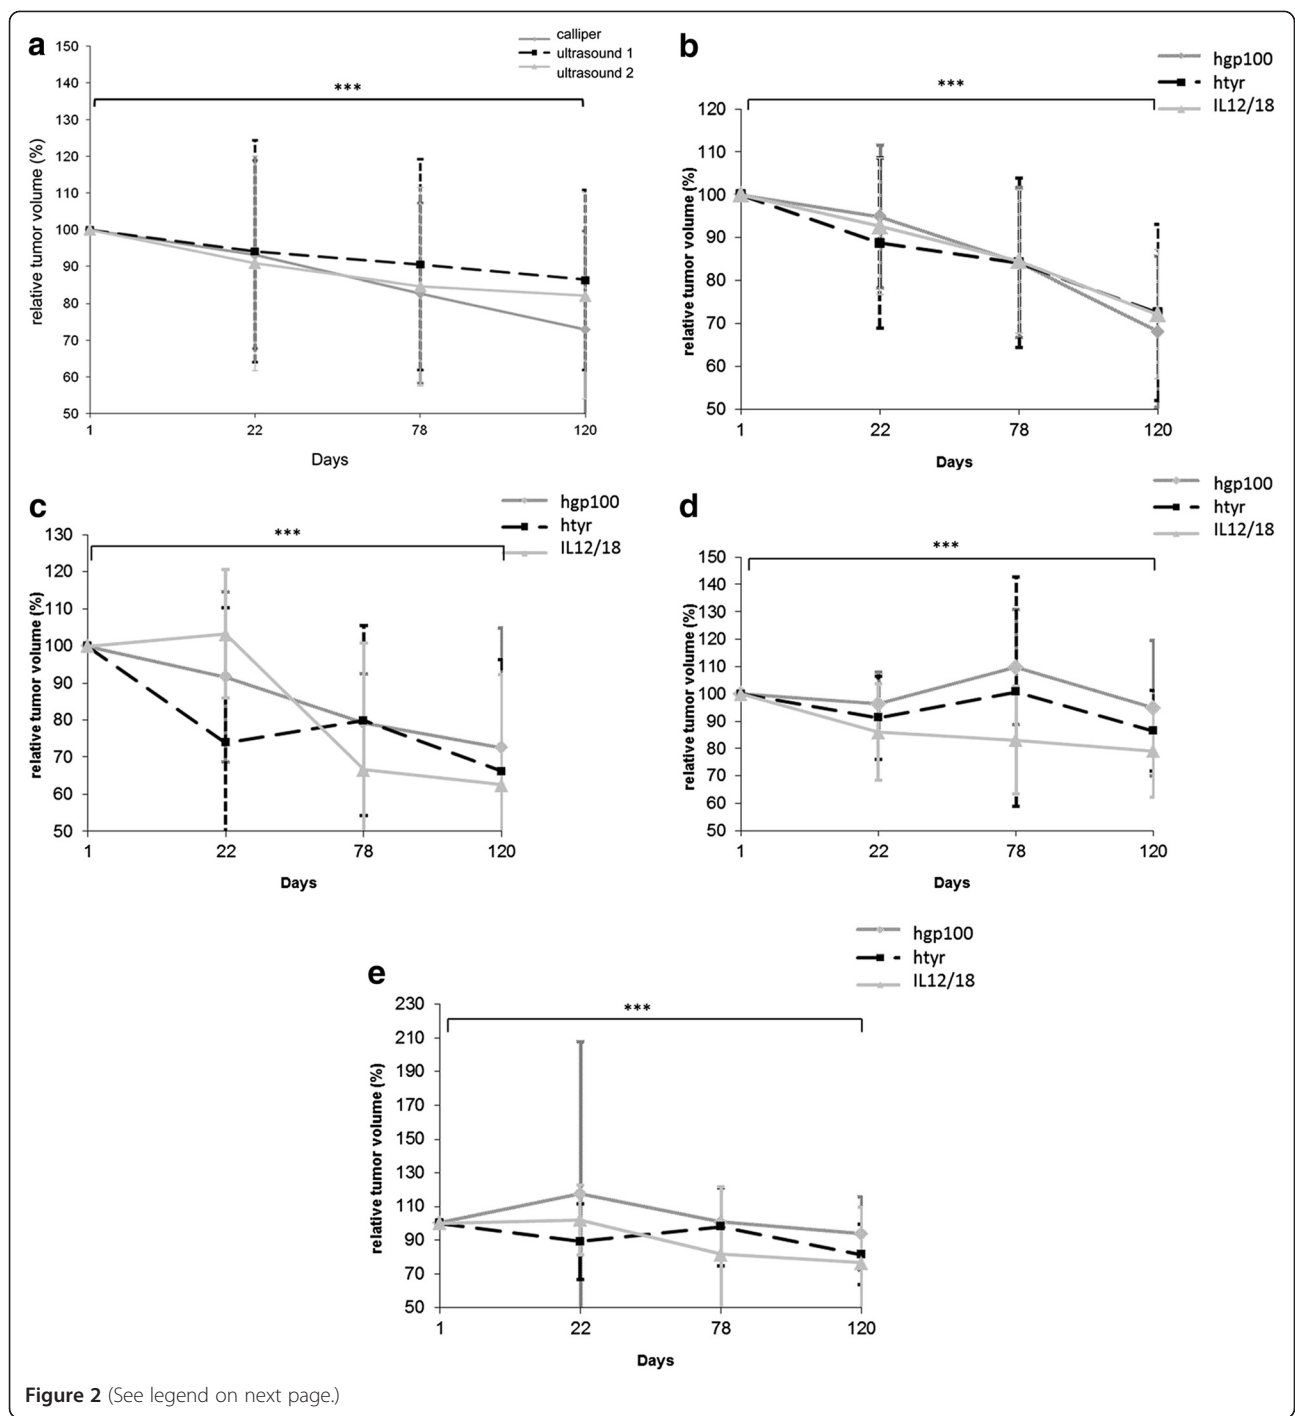 a
calliper
ultrasound 1
ultrasound 2
***
relative tumor volume (%)
150
140
130
120
110
100
90
80
70
60
50
1 22 78 120
Days
b
hgp100
htyr
IL12/18
***
relative tumor volume (%)
120
110
100
90
80
70
60
50
1 22 78 120
Days
c
hgp100
htyr
IL12/18
***
relative tumor volume (%)
130
120
110
100
90
80
70
60
50
1 22 78 120
Days
d
hgp100
htyr
IL12/18
***
relative tumor volume (%)
150
140
130
120
110
100
90
80
70
60
50
1 22 78 120
Days
e
hgp100
htyr
IL12/18
***
relative tumor volume (%)
230
210
190
170
150
130
110
90
70
50
1 22 78 120
Days
Figure 2 (See legend on next page.)